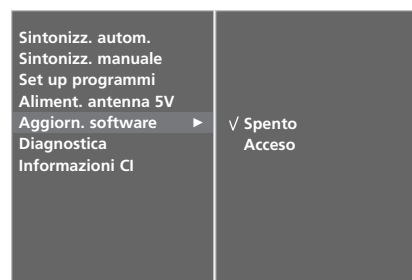 Sintonizz. autom.
Sintonizz. manuale
Set up programmi
Aliment. antenna 5V
Aggiorn. software ►
Diagnostica
Informazioni CI
√ Spento
Acceso